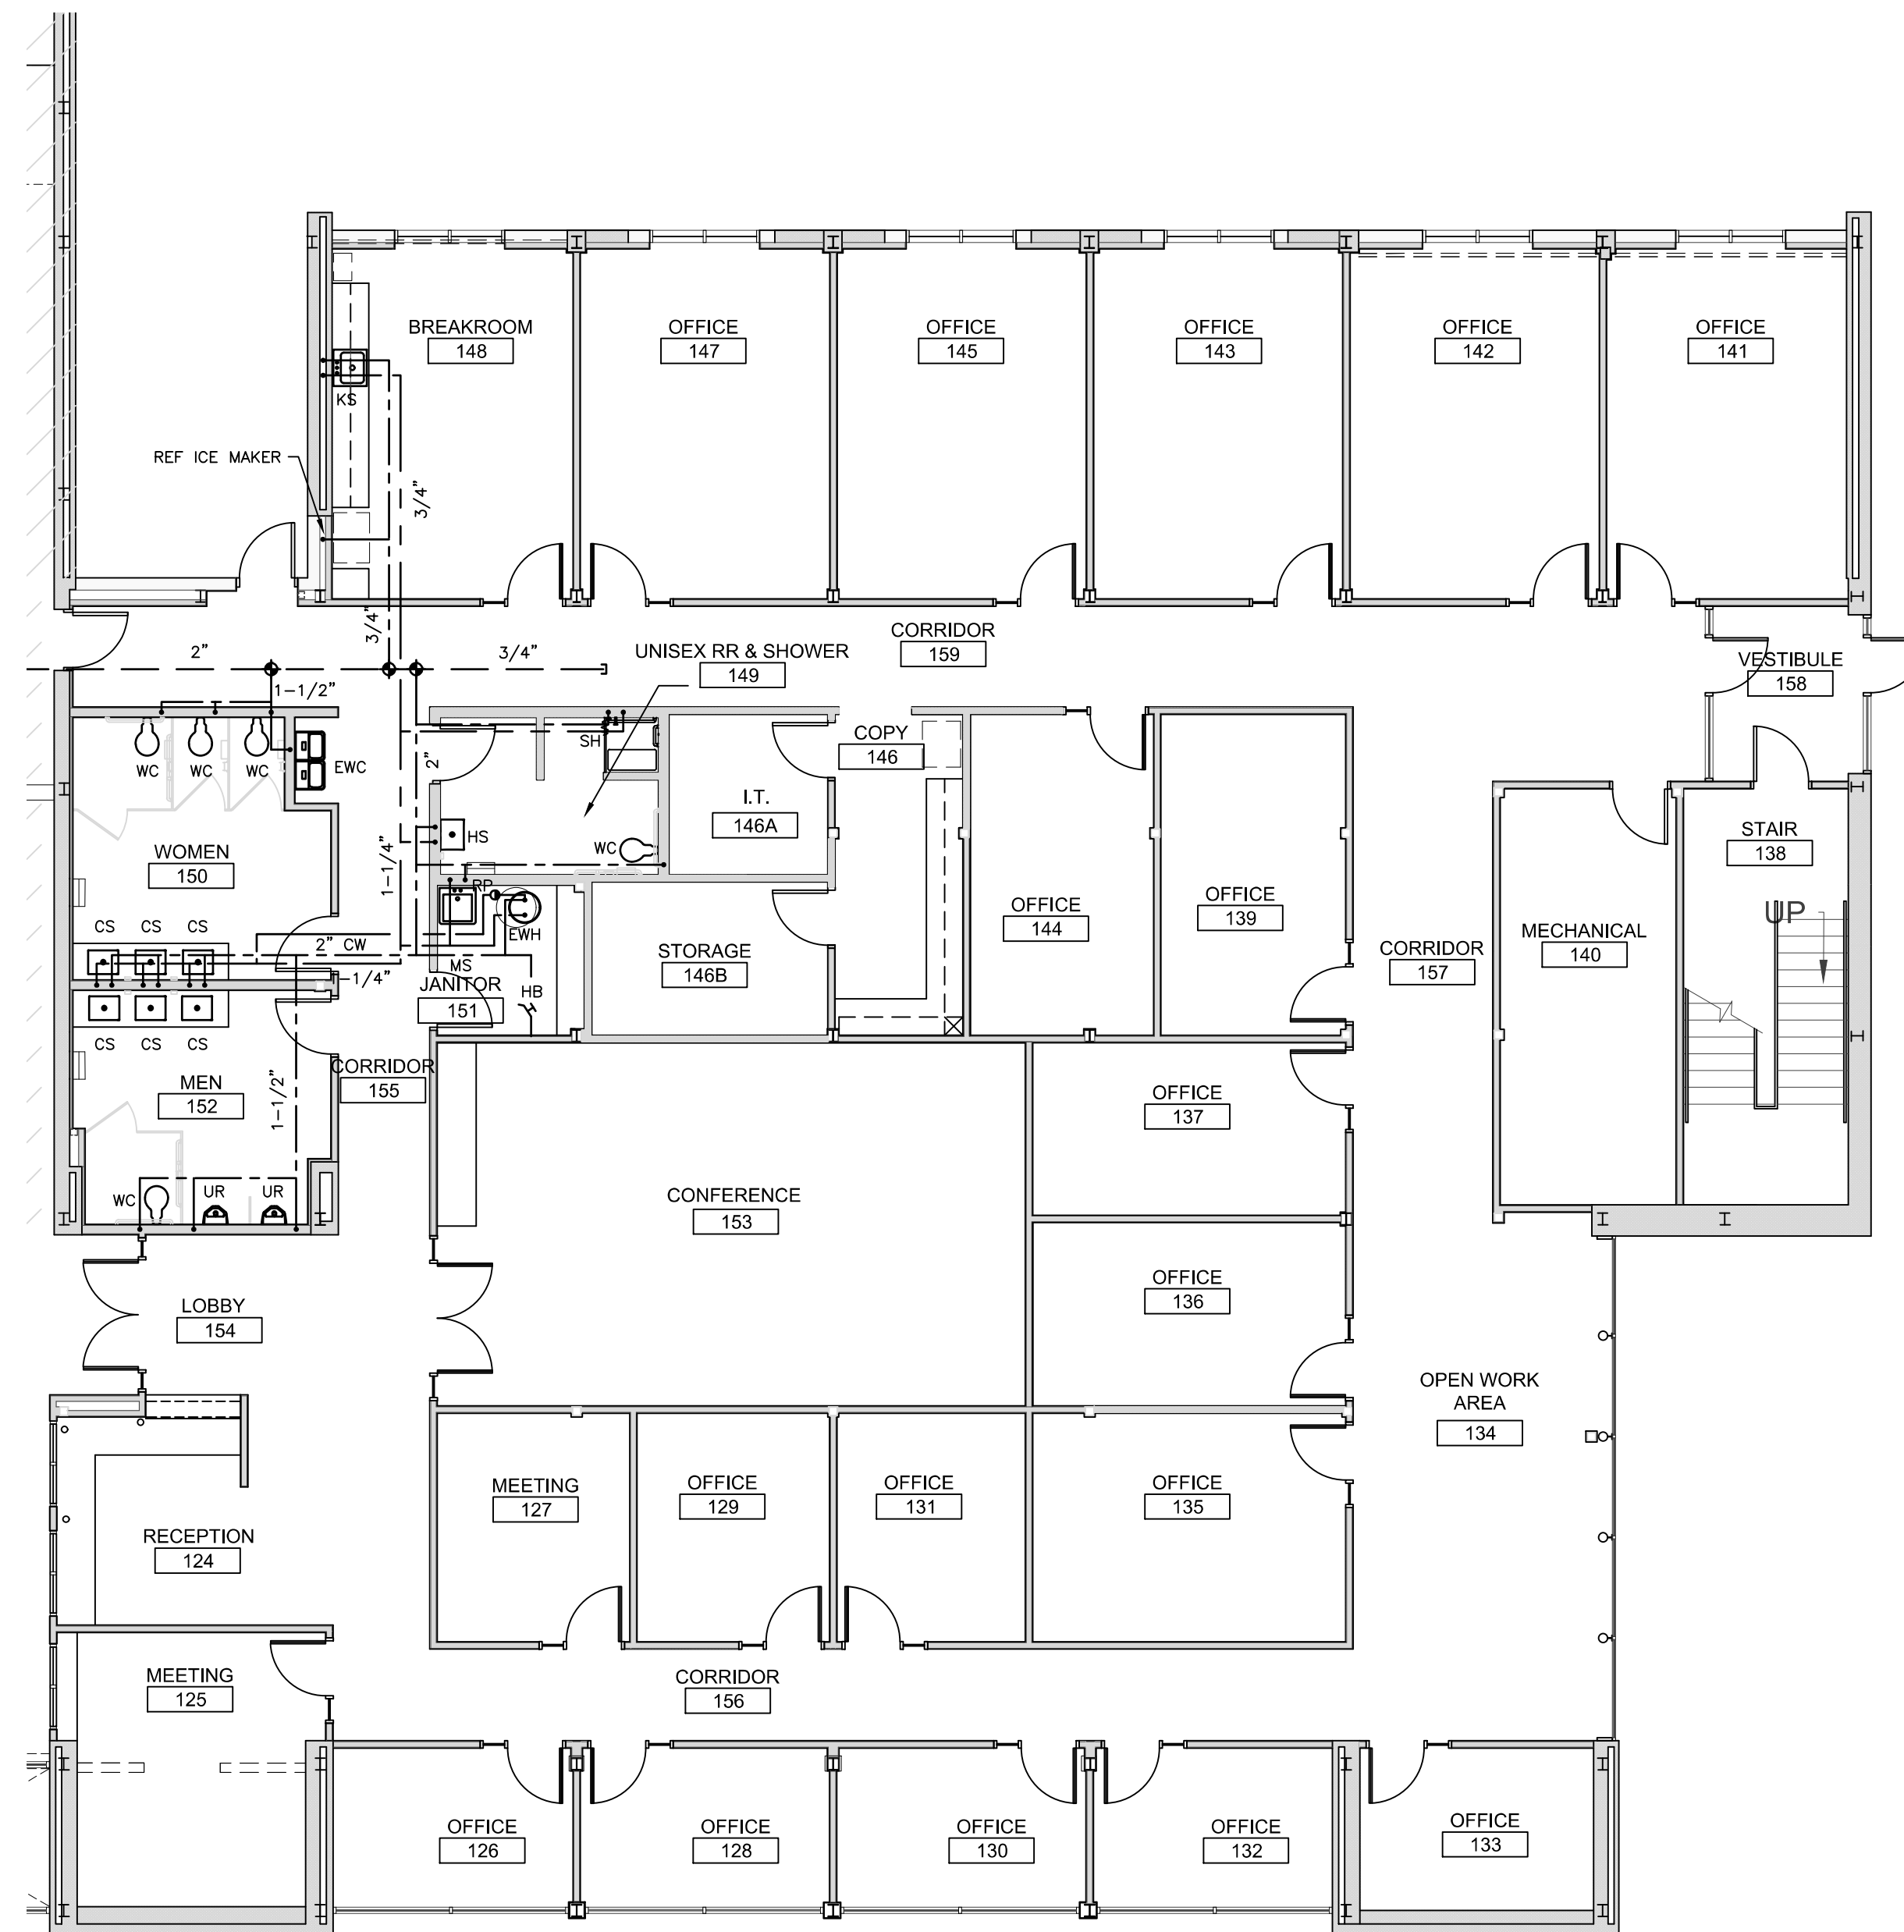 BREAKROOM
148
OFFICE
147
OFFICE
145
OFFICE
143
OFFICE
142
OFFICE
141
KS
REF ICE MAKER
3/4"
3/4"
2"
3/4"
1-1/2"
UNISEX RR & SHOWER
149
CORRIDOR
159
VESTIBULE
158
WC
WC
WC
EWC
2"
SH
COPY
146
I.T.
146A
HS
WC
STAIR
138
UP
WOMEN
150
1-1/4"
RP
EWH
OFFICE
144
OFFICE
139
MECHANICAL
140
CORRIDOR
157
CS
CS
CS
2" CW
STORAGE
146B
MS
JANITOR
151
HB
1-1/4"
CS
CS
CS
MEN
152
1-1/2"
CORRIDOR
155
OFFICE
137
WC
UR
UR
CONFERENCE
153
OFFICE
136
LOBBY
154
OPEN WORK
AREA
134
MEETING
127
OFFICE
129
OFFICE
131
OFFICE
135
RECEPTION
124
MEETING
125
CORRIDOR
156
OFFICE
126
OFFICE
128
OFFICE
130
OFFICE
132
OFFICE
133